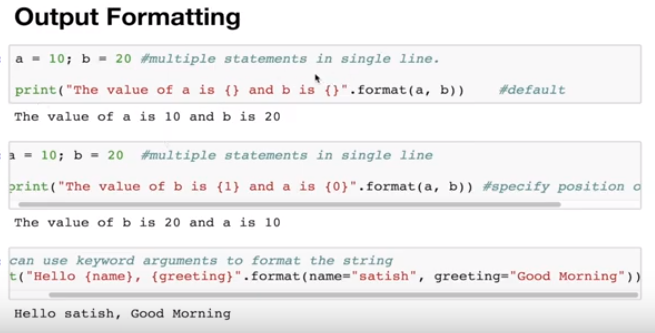 Output Formatting
a = 10; b = 20 #multiple statements in single line.
print("The value of a is {} and b is {}".format(a, b)) #default
The value of a is 10 and b is 20
a = 10; b = 20 #multiple statements in single line
print("The value of b is {1} and a is {0}".format(a, b)) #specify position o
The value of b is 20 and a is 10
can use keyword arguments to format the string
t("Hello {name}, {greeting}".format(name="satish", greeting="Good Morning"))
Hello satish, Good Morning